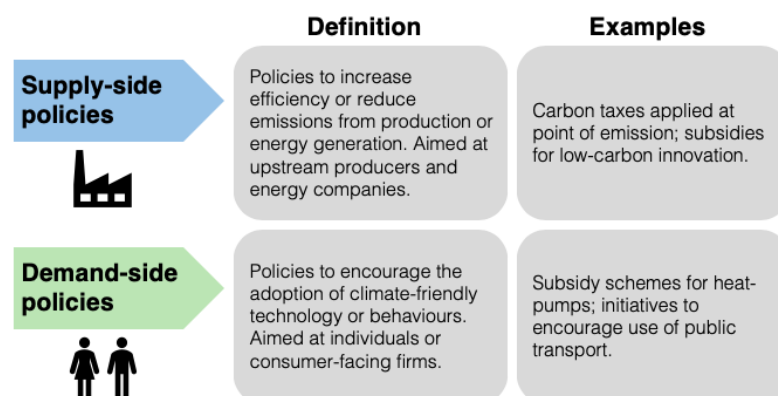 Definition
Examples
Supply-side
policies
Policies to increase
efficiency or reduce
emissions from production or
energy generation. Aimed at
upstream producers and
energy companies.
Carbon taxes applied at
point of emission; subsidies
for low-carbon innovation.
Demand-side
policies
Policies to encourage the
adoption of climate-friendly
technology or behaviours.
Aimed at individuals or
consumer-facing firms.
Subsidy schemes for heat-
pumps; initiatives to
encourage use of public
transport.